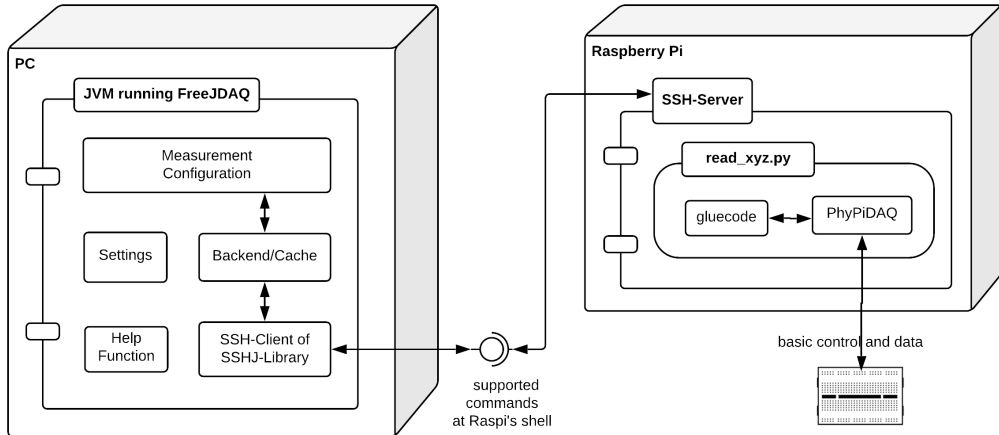 PC
JVM running FreeJDAQ
Measurement
Configuration
Settings
Backend/Cache
Help
Function
SSH-Client of
SSHJ-Library
supported
commands
at Raspi's shell
Raspberry Pi
SSH-Server
read_xyz.py
gluecode
PhyPiDAQ
basic control and data